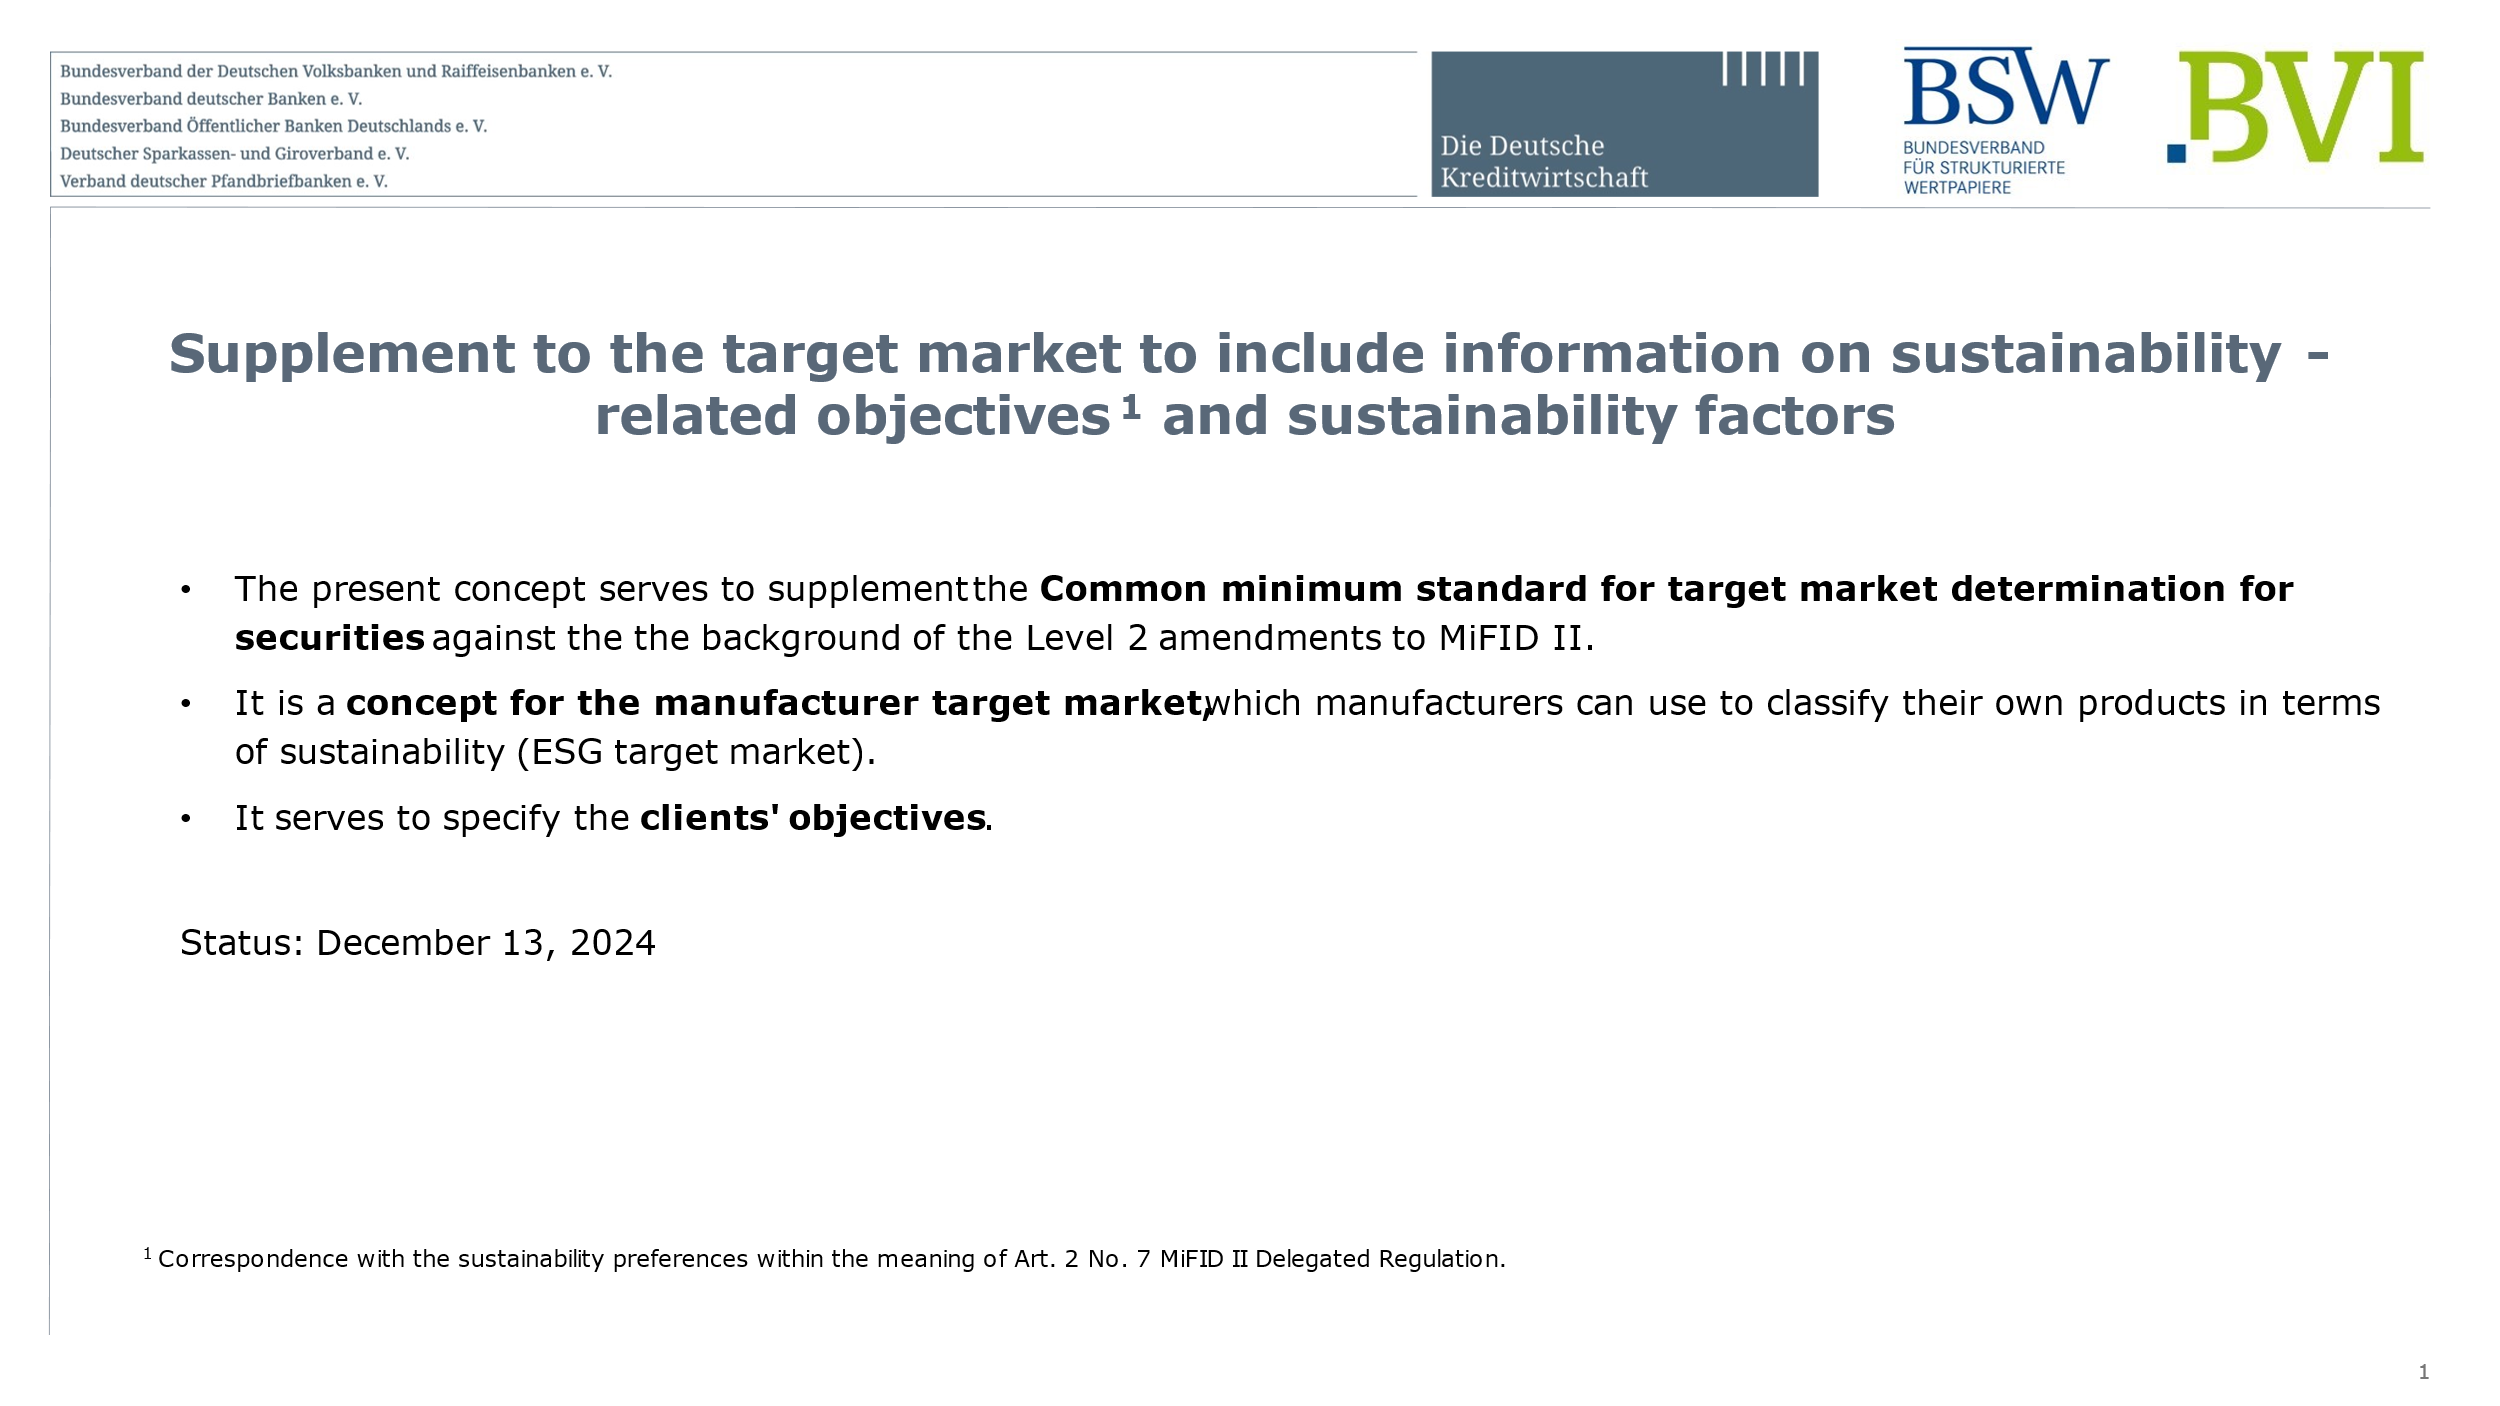 Bundesverband der Deutschen Volksbanken und Raiffeisenbanken e. V.
Bundesverband deutscher Banken e. V.
Bundesverband Öffentlicher Banken Deutschlands e. V.
Deutscher Sparkassen- und Giroverband e. V.
Verband deutscher Pfandbriefbanken e. V.
Die Deutsche
Kreditwirtschaft
BSW
BUNDESVERBAND
FÜR STRUKTURIERTE
WERTPAPIERE
BVI
Supplement to the target market to include information on sustainability -
related objectives ¹ and sustainability factors
• The present concept serves to supplement the Common minimum standard for target market determination for
securities against the the background of the Level 2 amendments to MiFID II.
• It is a concept for the manufacturer target market, which manufacturers can use to classify their own products in terms
of sustainability (ESG target market).
• It serves to specify the clients' objectives.
Status: December 13, 2024
¹ Correspondence with the sustainability preferences within the meaning of Art. 2 No. 7 MiFID II Delegated Regulation.
1